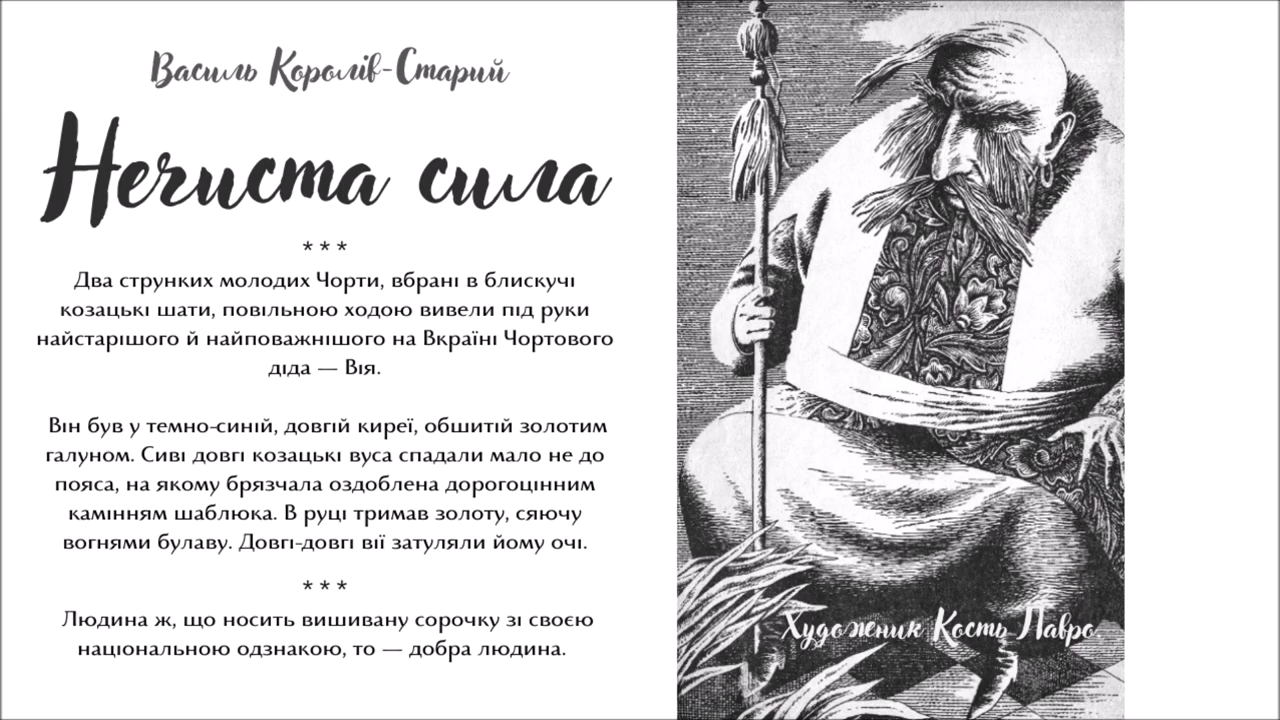 Василь Королів-Старий
Нечиста сила
* * *
Два струнких молодих Чорти, вбрані в блискучі
козацькі шати, повільною ходою вивели під руки
найстарішого й найповажнішого на Вкраїні Чортового
діда — Вія.
Він був у темно-синій, довгій киреї, обшитій золотим
галуном. Сиві довгі козацькі вуса спадали мало не до
пояса, на якому брязчала оздоблена дорогоцінним
камінням шаблюка. В руці тримав золоту, сяючу
вогнями булаву. Довгі-довгі вії затуляли йому очі.
* * *
Людина ж, що носить вишивану сорочку зі своєю
національною одзнакою, то — добра людина.
Художник Кость Лавро